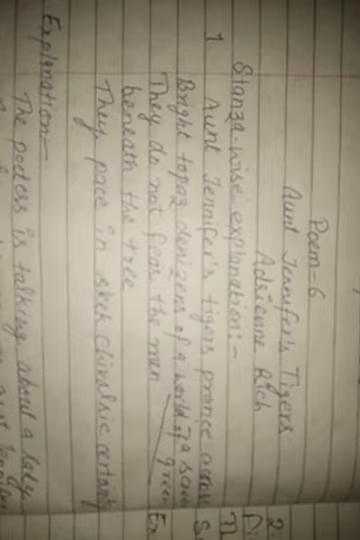 Poem-6
Aunt Jennifer's Tigers
Adrienne Rich
Stanza-wise explanation:-
1 Aunt Jennifer's tigers prance
Bright topaz denizens of a world of a
green
They do not fear the men
beneath the tree
They pace in sleek chivalric
Explanation:-
The poetess is talking about a lady
2.